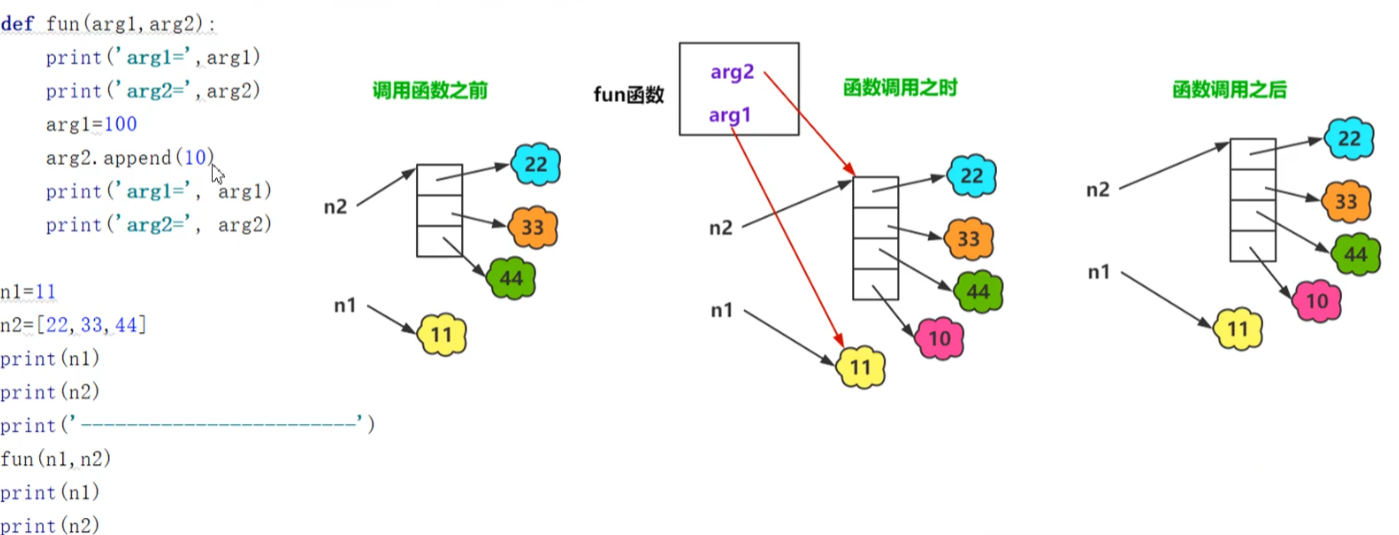 def fun(arg1,arg2):
    print('arg1=',arg1)
    print('arg2=',arg2)
    arg1=100
    arg2.append(10)
    print('arg1=', arg1)
    print('arg2=', arg2)
n1=11
n2=[22,33,44]
print(n1)
print(n2)
print('------------------------')
fun(n1,n2)
print(n1)
print(n2)
调用函数之前
n2
22
33
44
n1
11
fun函数
arg2
arg1
函数调用之时
n2
22
33
44
10
n1
11
函数调用之后
n2
22
33
44
10
n1
11